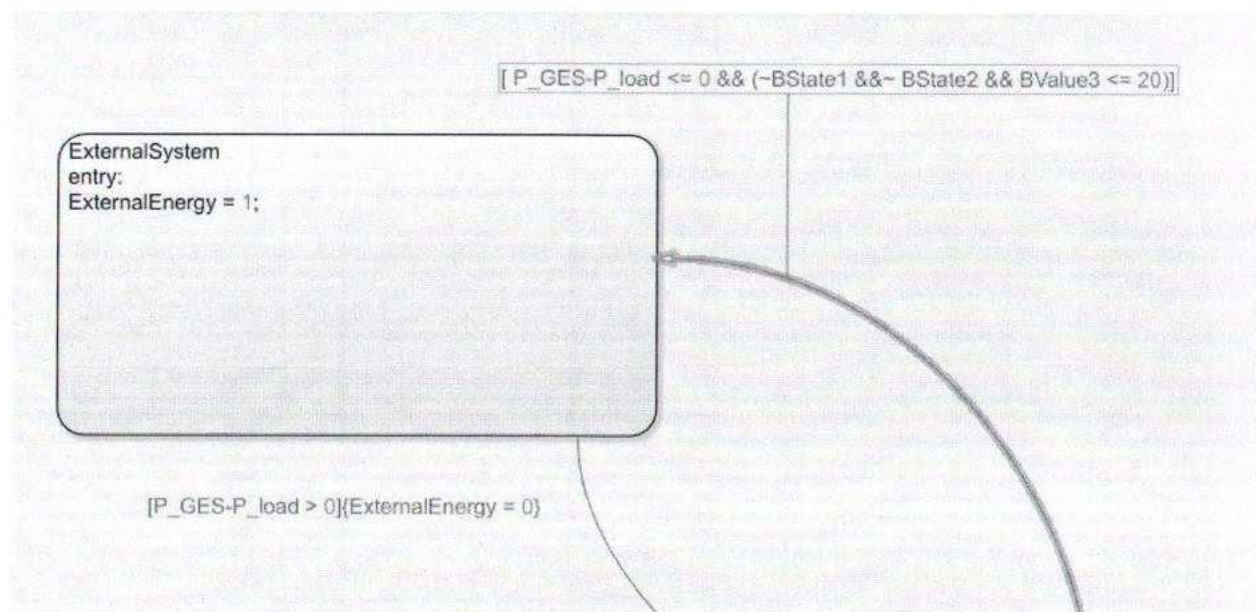 [ P_GES-P_load <= 0 && (~BState1 &&~ BState2 && BValue3 <= 20)]
ExternalSystem
entry:
ExternalEnergy = 1;
[P_GES-P_load > 0]{ExternalEnergy = 0}